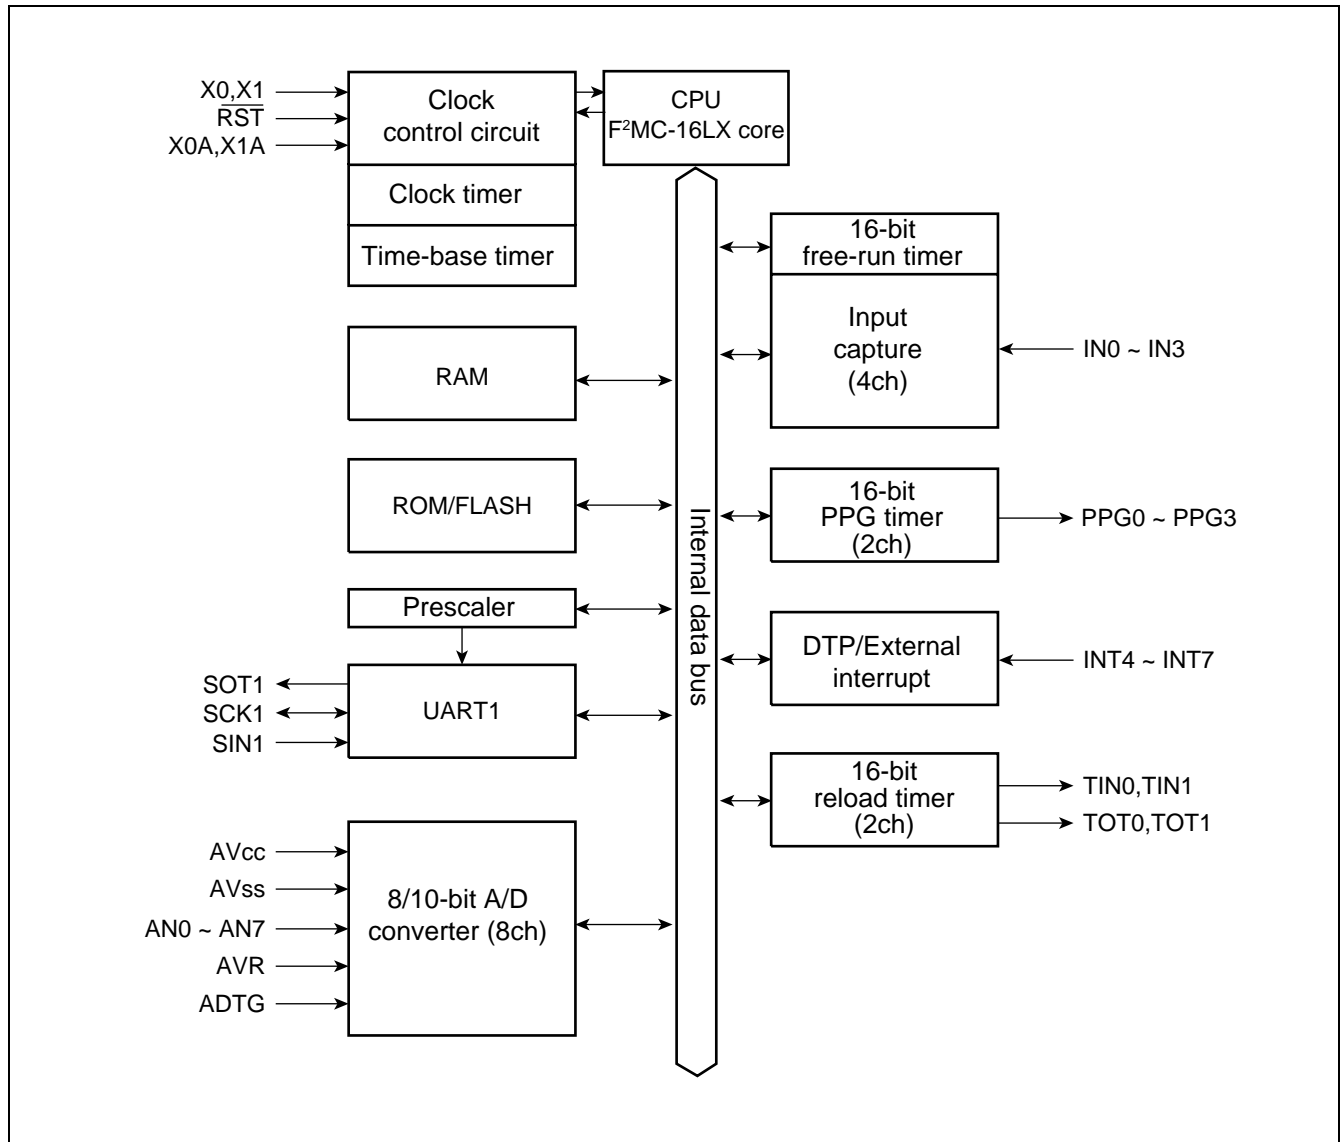 X0,X1
RST
X0A,X1A
Clock
control circuit
Clock timer
Time-base timer
CPU
F²MC-16LX core
RAM
ROM/FLASH
Prescaler
UART1
SOT1
SCK1
SIN1
8/10-bit A/D
converter (8ch)
AVcc
AVss
AN0 ~ AN7
AVR
ADTG
Internal data bus
16-bit
free-run timer
Input
capture
(4ch)
IN0 ~ IN3
16-bit
PPG timer
(2ch)
PPG0 ~ PPG3
DTP/External
interrupt
INT4 ~ INT7
16-bit
reload timer
(2ch)
TIN0,TIN1
TOT0,TOT1